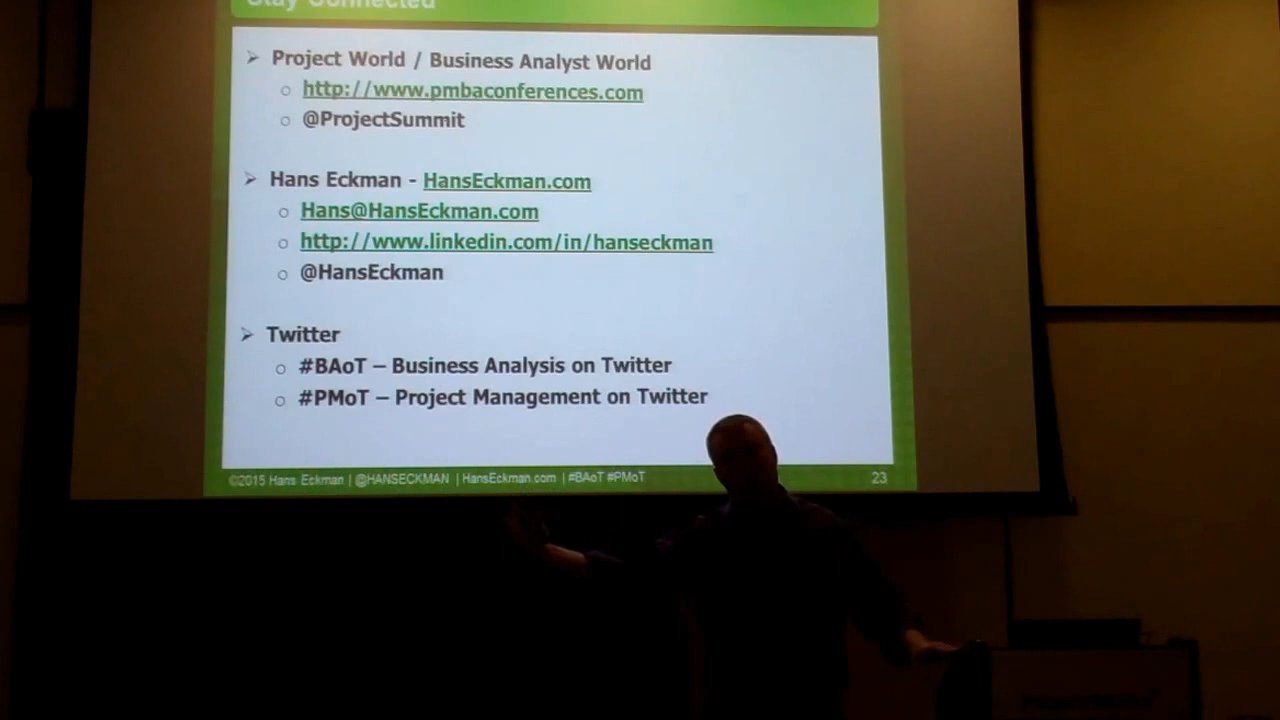 Stay Connected
Project World / Business Analyst World
http://www.pmbaconferences.com
@ProjectSummit
Hans Eckman - HansEckman.com
Hans@HansEckman.com
http://www.linkedin.com/in/hanseckman
@HansEckman
Twitter
#BAoT – Business Analysis on Twitter
#PMoT – Project Management on Twitter
©2015 Hans Eckman | @HANSECKMAN | HansEckman.com | #BAoT #PMoT 23